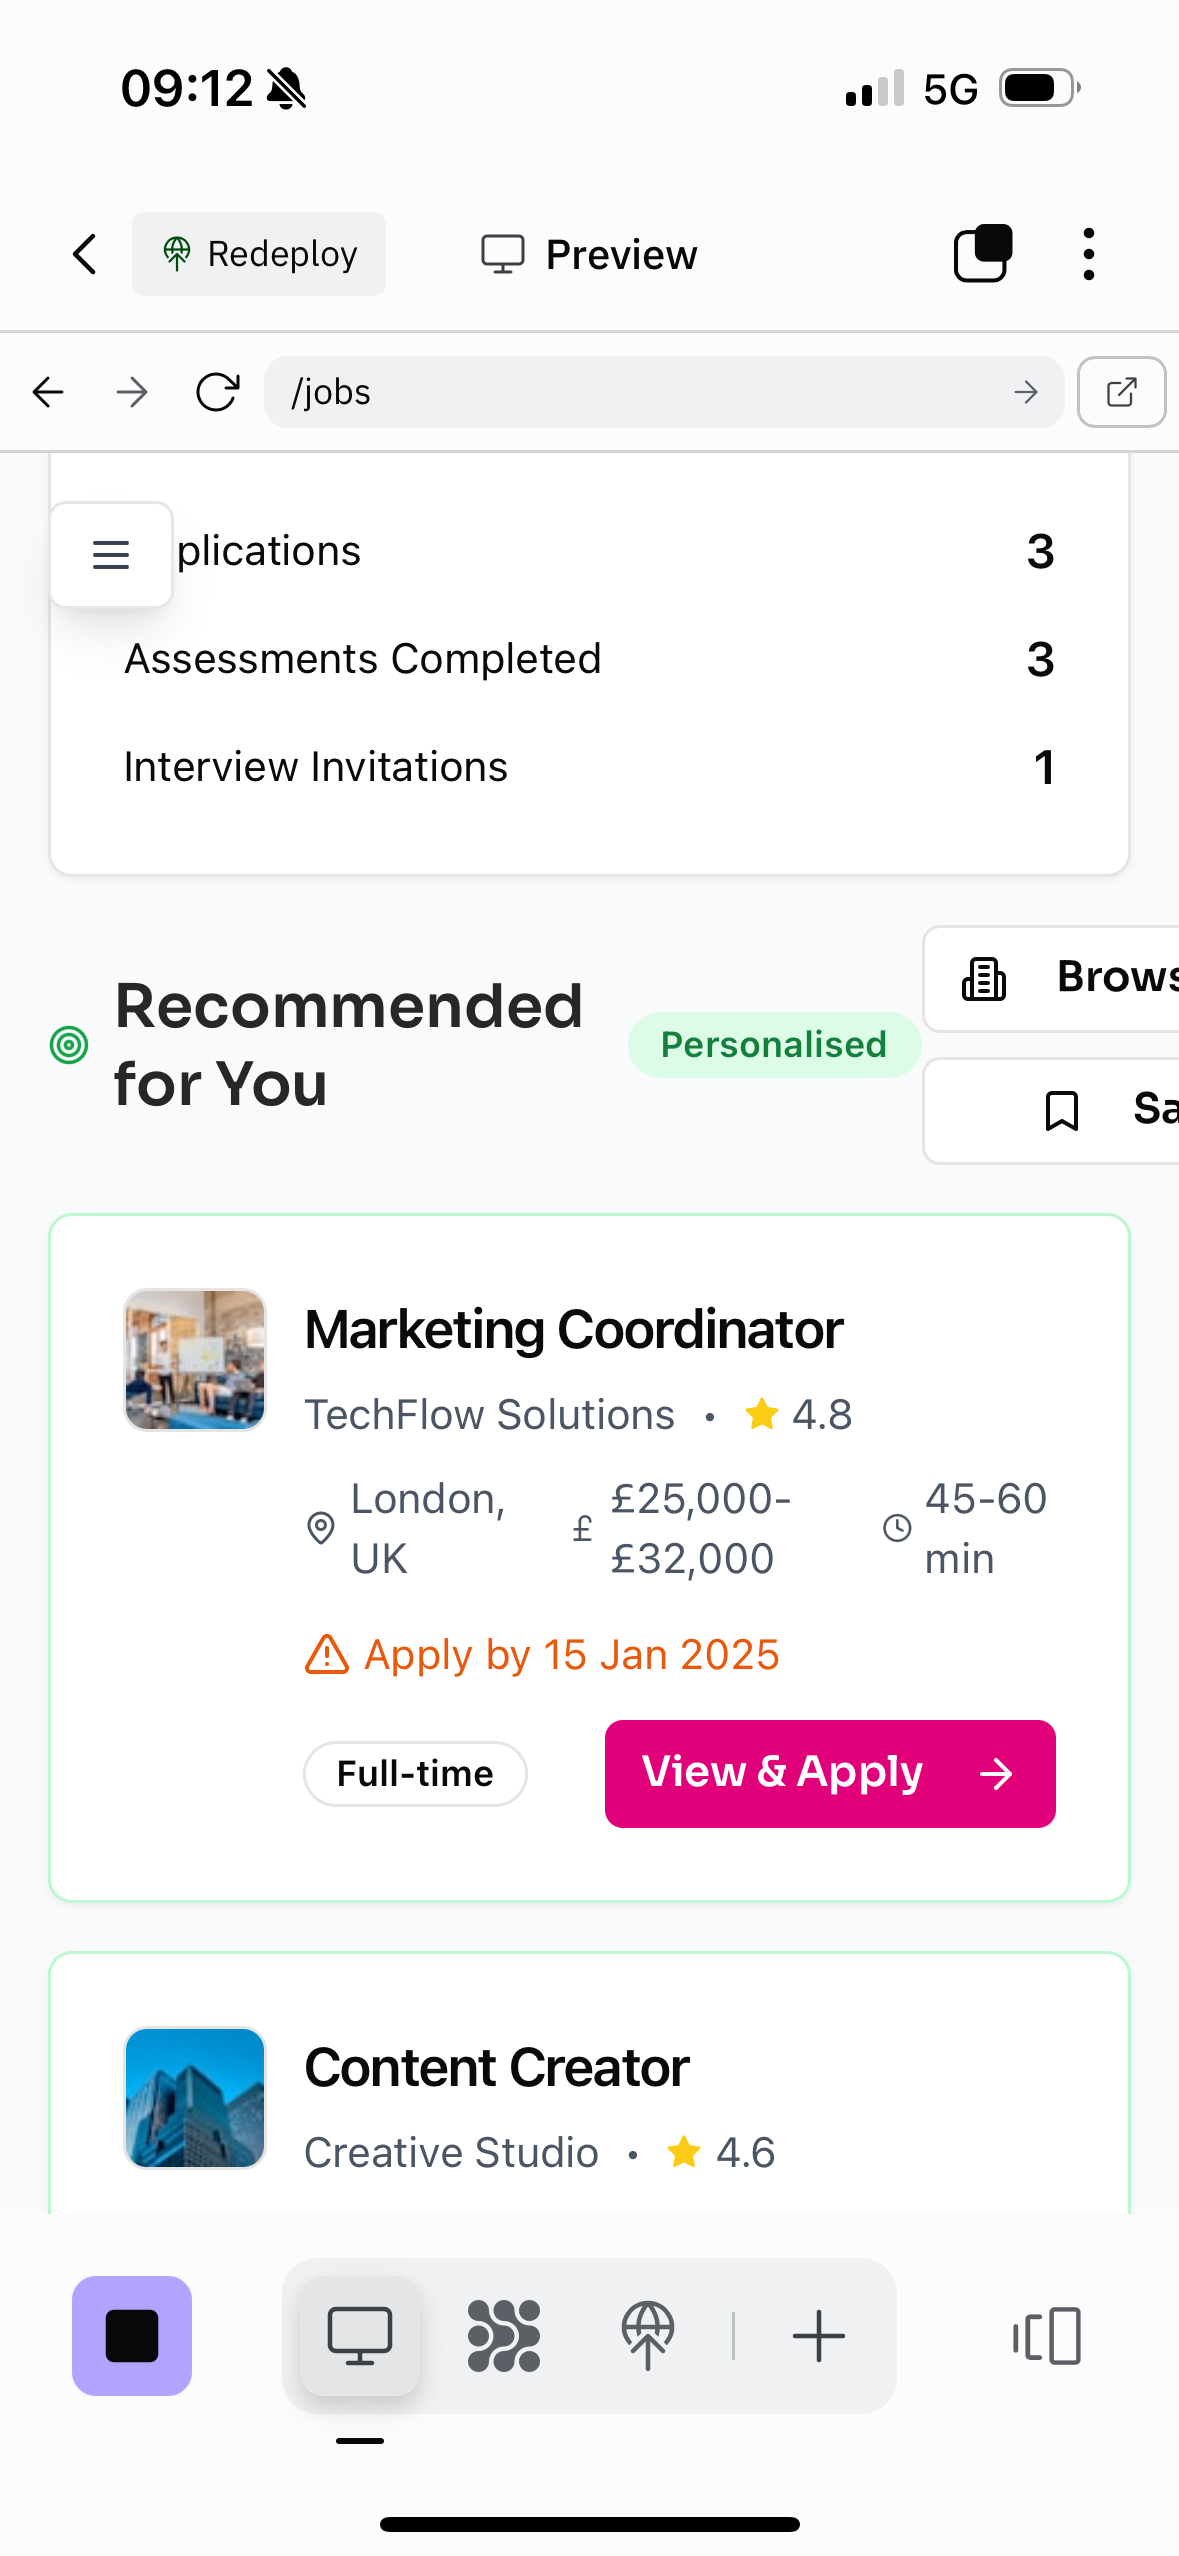 09:12
5G
Redeploy
Preview
/jobs
plications
3
Assessments Completed
3
Interview Invitations
1
Recommended
for You
Personalised
Brows
Sa
Marketing Coordinator
TechFlow Solutions • 4.8
London,
UK
£ £25,000-
£32,000
45-60
min
Apply by 15 Jan 2025
Full-time
View & Apply
Content Creator
Creative Studio • 4.6